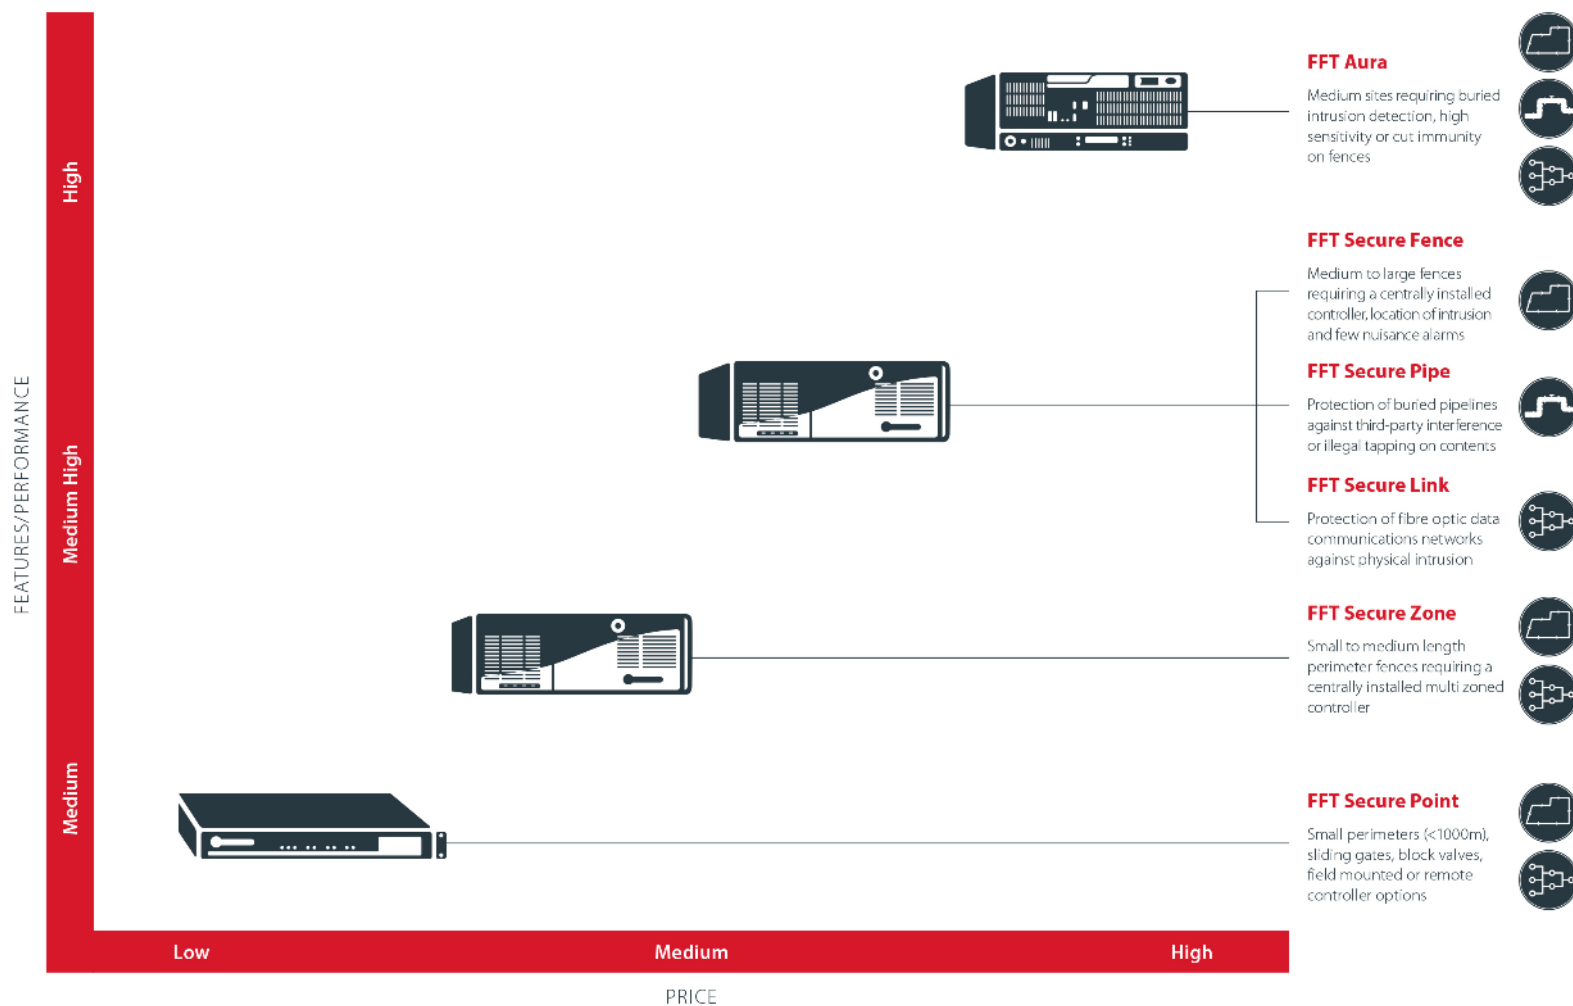 FFT Aura
Medium sites requiring buried
intrusion detection, high
sensitivity or cut immunity
on fences
FFT Secure Fence
Medium to large fences
requiring a centrally installed
controller, location of intrusion
and few nuisance alarms
FFT Secure Pipe
Protection of buried pipelines
against third-party interference
or illegal tapping on contents
FFT Secure Link
Protection of fibre optic data
communications networks
against physical intrusion
FFT Secure Zone
Small to medium length
perimeter fences requiring a
centrally installed multi zoned
controller
FFT Secure Point
Small perimeters (<1000m),
sliding gates, block valves,
field mounted or remote
controller options
FEATURES/PERFORMANCE
High
Medium High
Medium
Low
Medium
High
PRICE